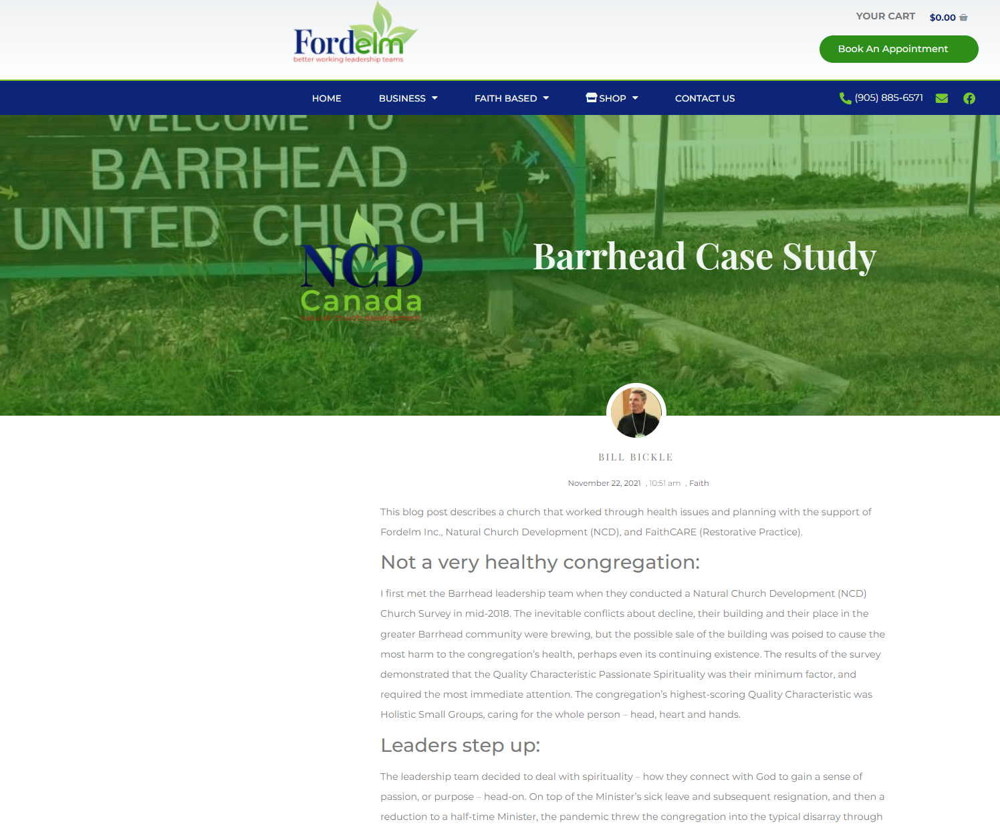 Fordelm
better working leadership teams
YOUR CART $0.00
Book An Appointment
HOME BUSINESS FAITH BASED SHOP CONTACT US (905) 885-6571
WELCOME TO
BARRHEAD
UNITED CHURCH
NCD
Canada
natural church development
Barrhead Case Study
BILL BICKLE
November 22, 2021 , 10:51 am , Faith
This blog post describes a church that worked through health issues and planning with the support of
Fordelm Inc., Natural Church Development (NCD), and FaithCARE (Restorative Practice).
Not a very healthy congregation:
I first met the Barrhead leadership team when they conducted a Natural Church Development (NCD)
Church Survey in mid-2018. The inevitable conflicts about decline, their building and their place in the
greater Barrhead community were brewing, but the possible sale of the building was poised to cause the
most harm to the congregation’s health, perhaps even its continuing existence. The results of the survey
demonstrated that the Quality Characteristic Passionate Spirituality was their minimum factor, and
required the most immediate attention. The congregation’s highest-scoring Quality Characteristic was
Holistic Small Groups, caring for the whole person – head, heart and hands.
Leaders step up:
The leadership team decided to deal with spirituality – how they connect with God to gain a sense of
passion, or purpose – head-on. On top of the Minister’s sick leave and subsequent resignation, and then a
reduction to a half-time Minister, the pandemic threw the congregation into the typical disarray through